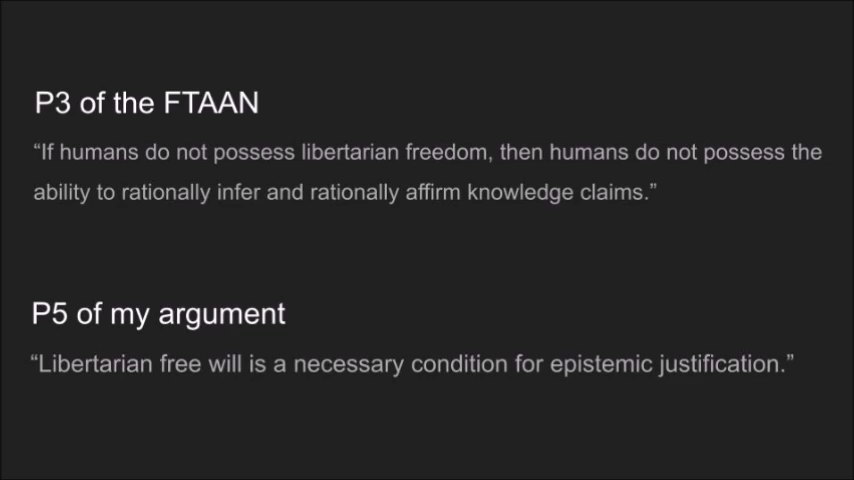 P3 of the FTAAN
“If humans do not possess libertarian freedom, then humans do not possess the
ability to rationally infer and rationally affirm knowledge claims.”
P5 of my argument
“Libertarian free will is a necessary condition for epistemic justification.”